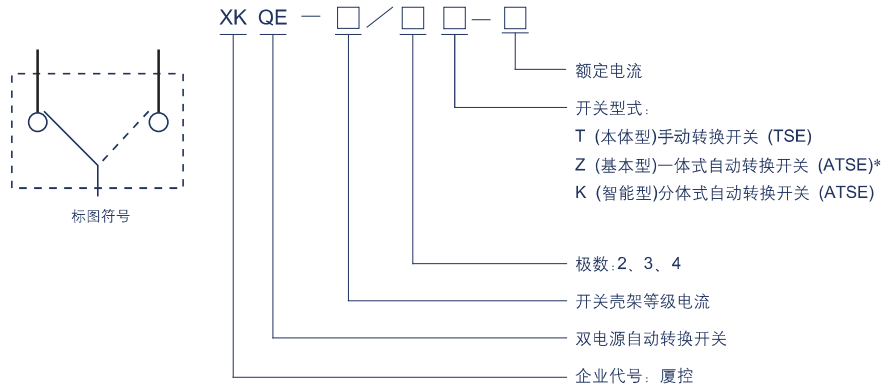 XK QE — □ / □ □ — □
额定电流
开关型式:
T (本体型)手动转换开关 (TSE)
Z (基本型)一体式自动转换开关 (ATSE)*
K (智能型)分体式自动转换开关 (ATSE)
标图符号
极数:2、3、4
开关壳架等级电流
双电源自动转换开关
企业代号: 厦控